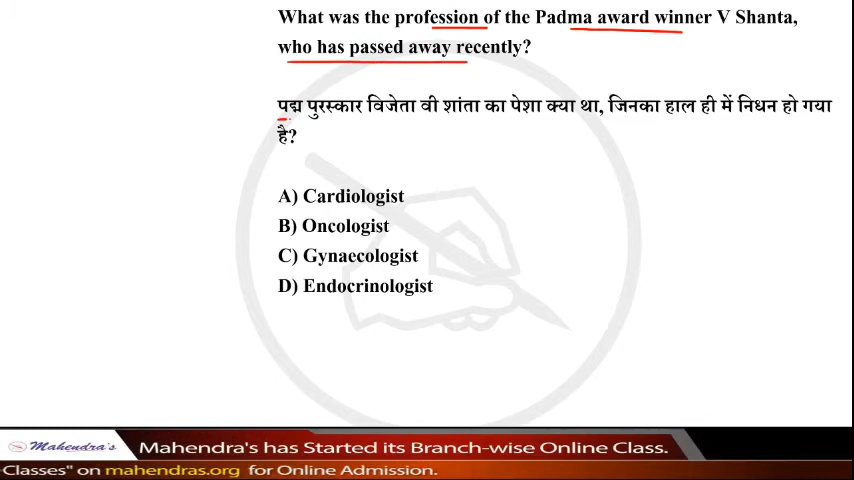 What was the profession of the Padma award winner V Shanta,
who has passed away recently?
पद्म पुरस्कार विजेता वी शांता का पेशा क्या था, जिनका हाल ही में निधन हो गया
है?
A) Cardiologist
B) Oncologist
C) Gynaecologist
D) Endocrinologist
Mahendra's
Mahendra's has Started its Branch-wise Online Class.
Classes" on mahendras.org for Online Admission.